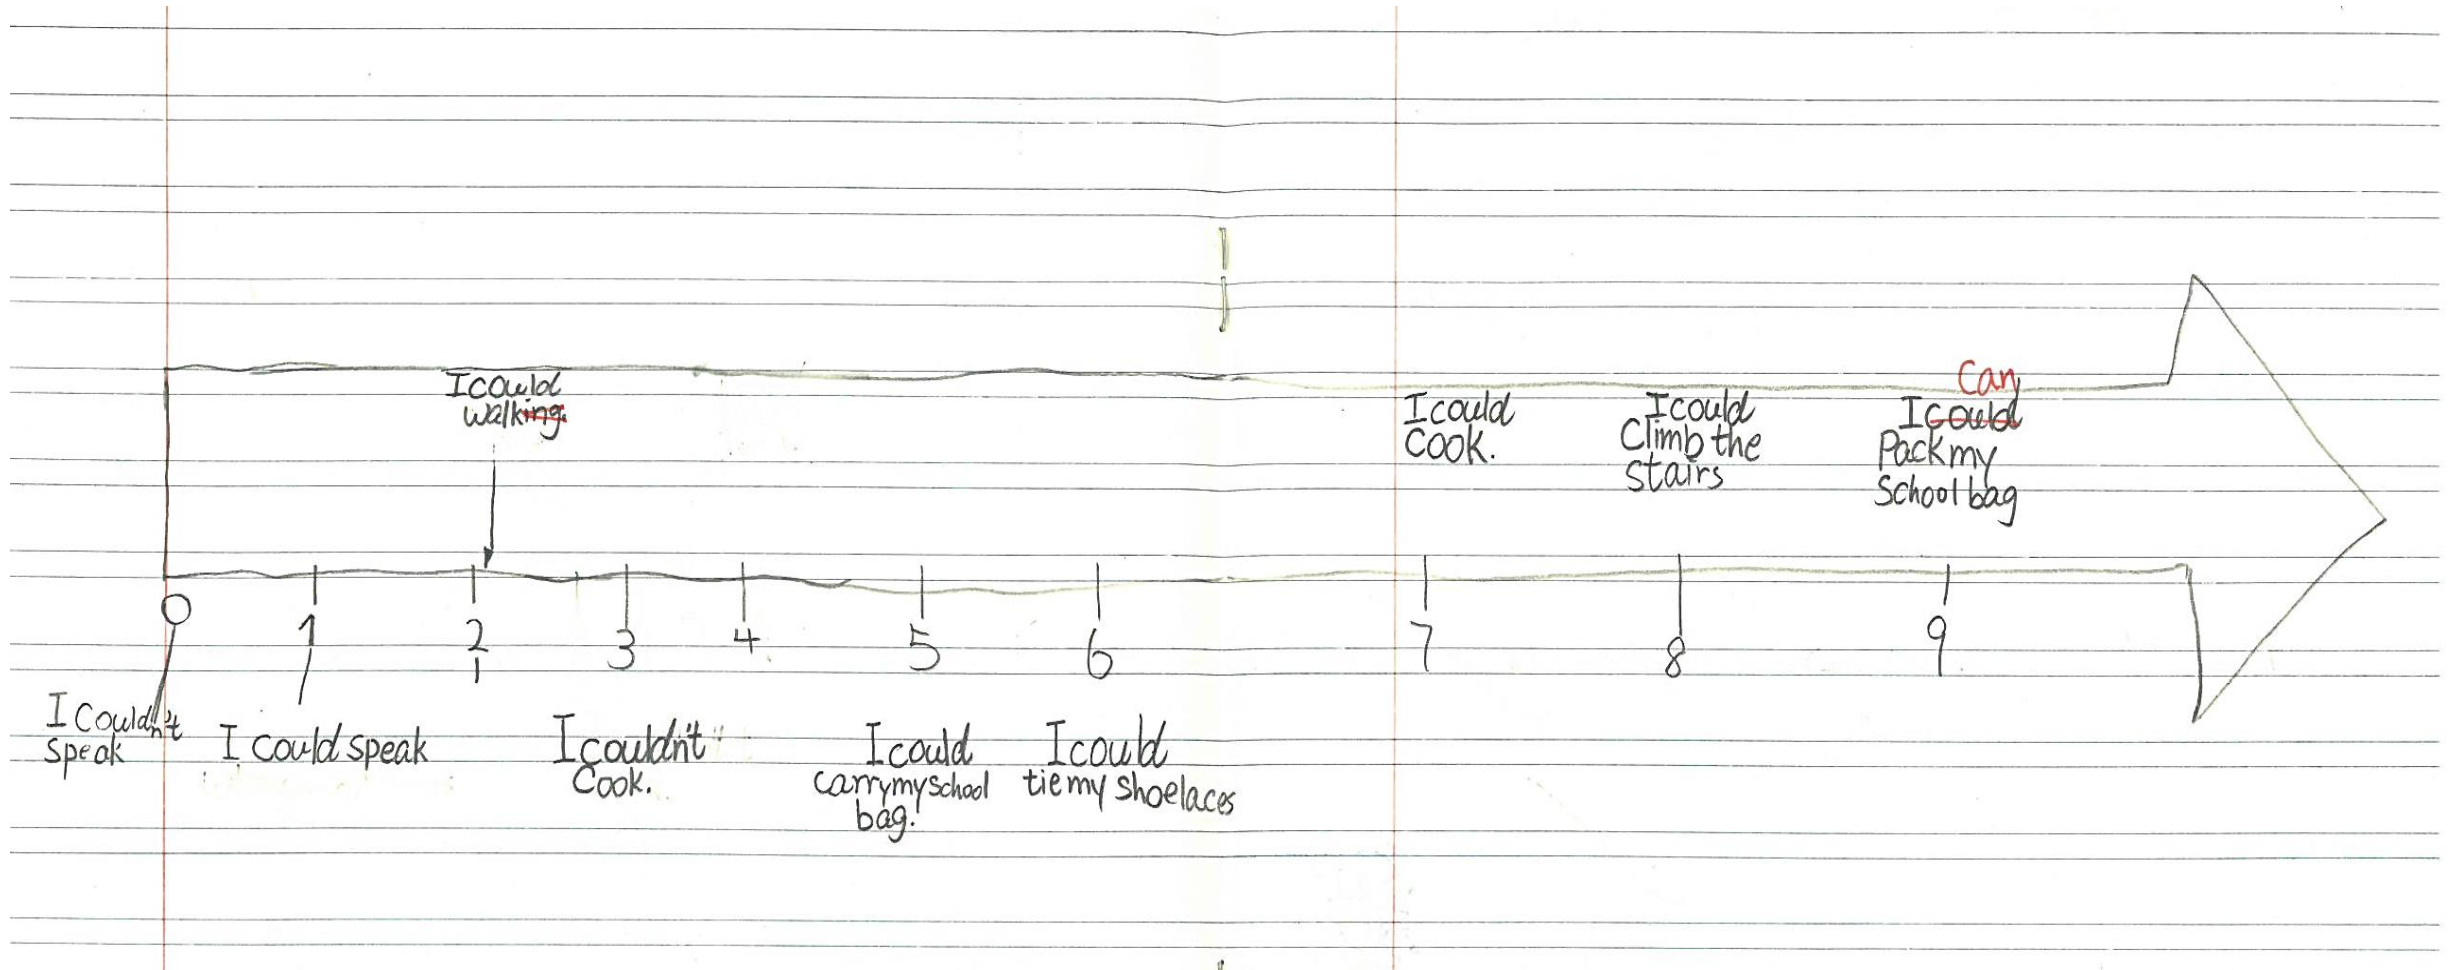 I could
walking.
Can
I could
Cook.
I could
Climb the
stairs
I could
Pack my
School bag
0
1
2
3
4
5
6
7
8
9
I Couldn't
speak
I could speak
I couldn't
Cook.
I could
carry my school
bag.
I could
tie my shoelaces